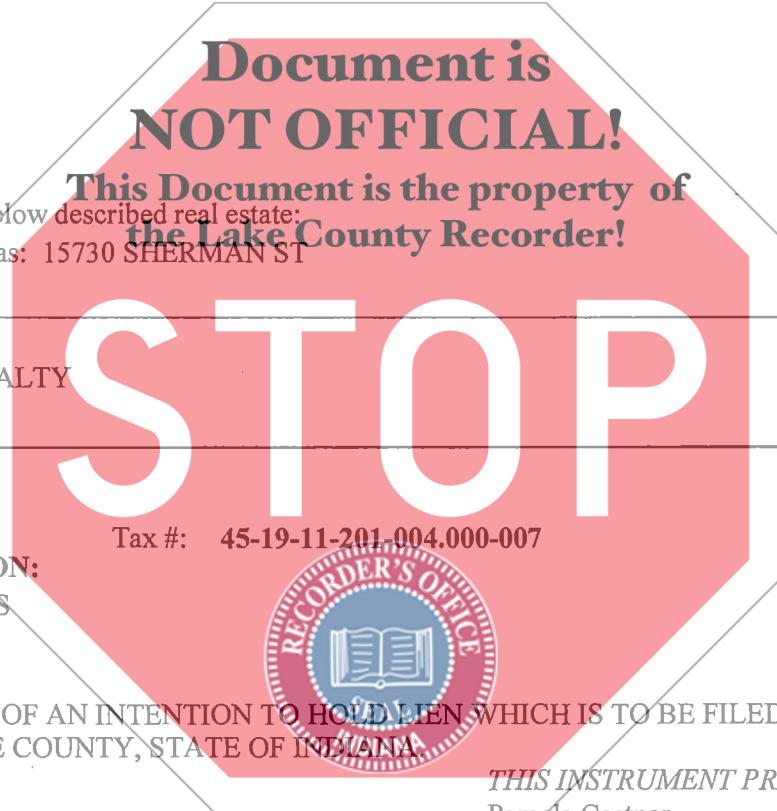 Document is
NOT OFFICIAL!
This Document is the property of
the Lake County Recorder!
described real estate:
as: 15730 SHERMAN ST
STOP
ALTY
Tax #: 45-19-11-201-004.000-007
ON:
S
RECORDER'S OFFICE
SEAL
INDIANA
OF AN INTENTION TO HOLD LIEN WHICH IS TO BE FILED
E COUNTY, STATE OF INDIANA.
THIS INSTRUMENT PR